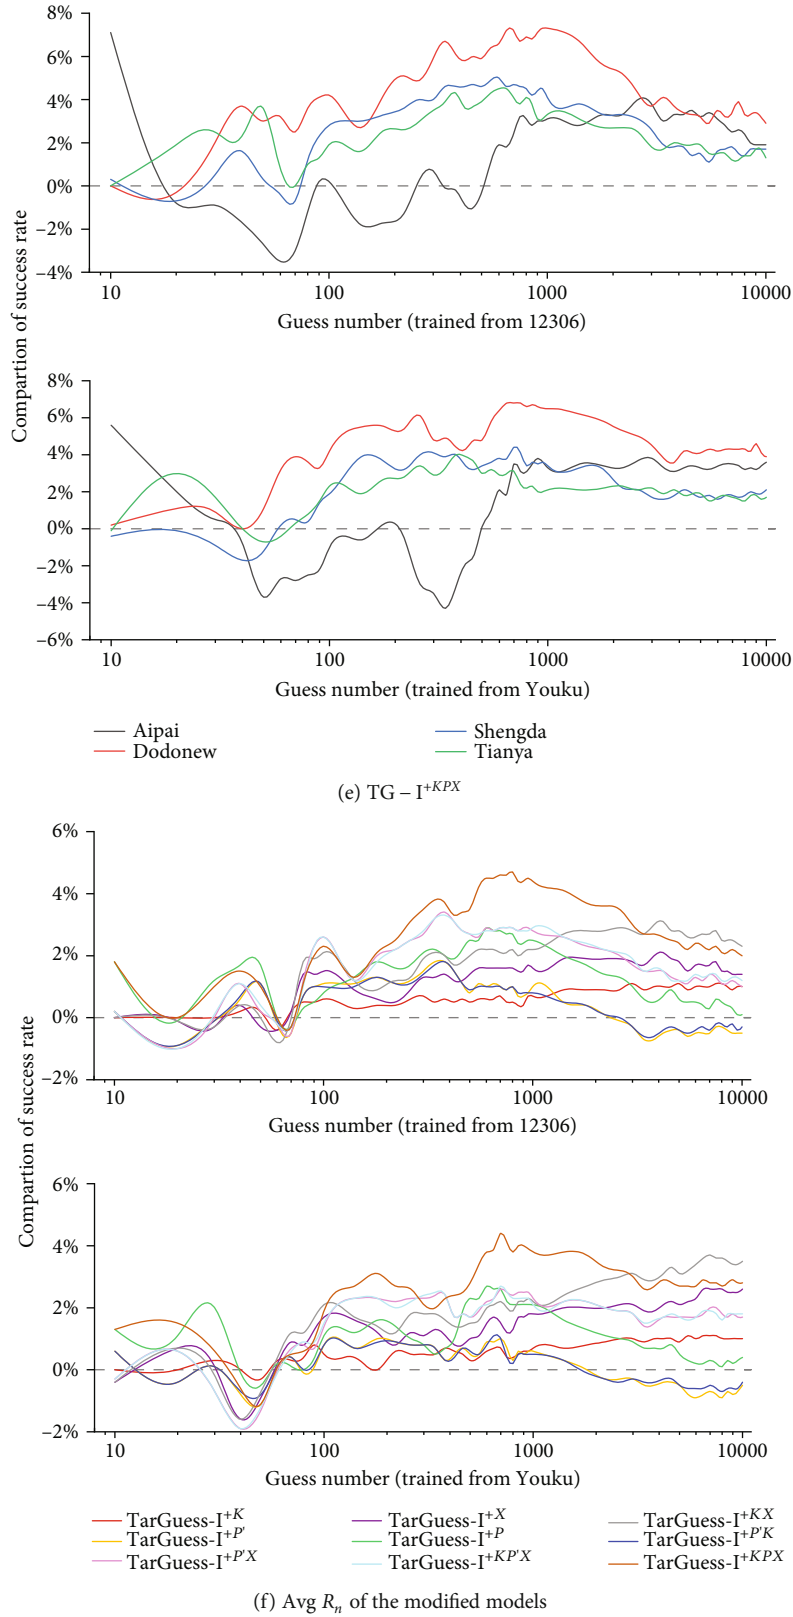 8%
6%
4%
2%
0%
−2%
−4%
10
100
1000
10000
Guess number (trained from 12306)
Compartion of success rate
8%
6%
4%
2%
0%
−2%
−4%
−6%
10
100
1000
10000
Guess number (trained from Youku)
Aipai
Shengda
Dodonew
Tianya
(e) TG – I+KPX
6%
4%
2%
0%
−2%
10
100
1000
10000
Guess number (trained from 12306)
Compartion of success rate
6%
4%
2%
0%
−2%
10
100
1000
10000
Guess number (trained from Youku)
TarGuess-I+K
TarGuess-I+X
TarGuess-I+KX
TarGuess-I+P'
TarGuess-I+P
TarGuess-I+P'K
TarGuess-I+P'X
TarGuess-I+KP'X
TarGuess-I+KPX
(f) Avg Rn of the modified models